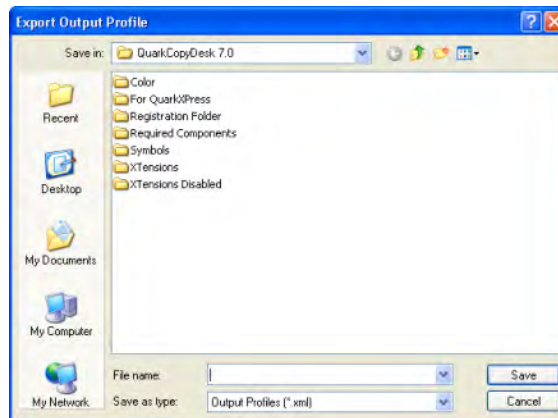 Export Output Profile
Save in: QuarkCopyDesk 7.0
Recent
Desktop
My Documents
My Computer
My Network
Color
For QuarkXPress
Registration Folder
Required Components
Symbols
XTensions
XTensions Disabled
File name: Save
Save as type: Output Profiles (*.xml) Cancel